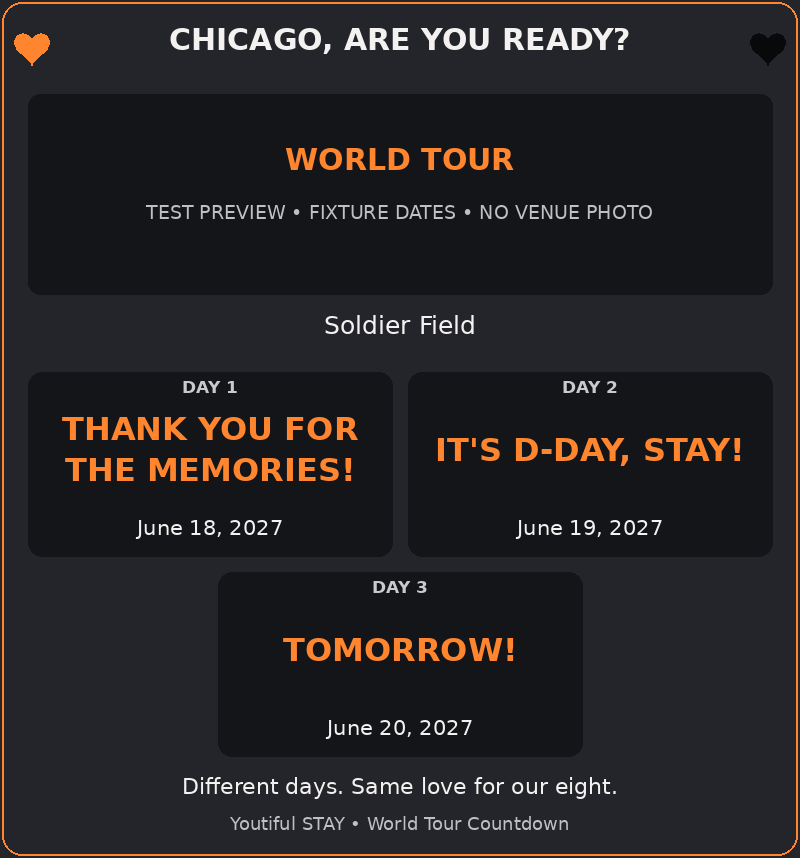 CHICAGO, ARE YOU READY?
WORLD TOUR
TEST PREVIEW • FIXTURE DATES • NO VENUE PHOTO
Soldier Field
DAY 1
THANK YOU FOR
THE MEMORIES!
June 18, 2027
DAY 2
IT'S D-DAY, STAY!
June 19, 2027
DAY 3
TOMORROW!
June 20, 2027
Different days. Same love for our eight.
Youtiful STAY • World Tour Countdown